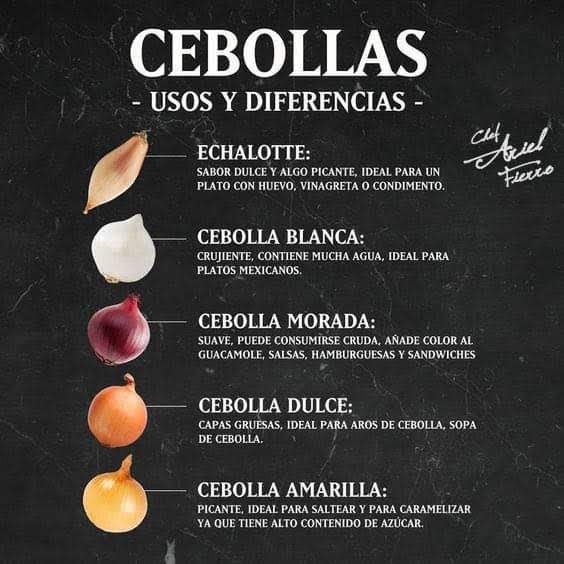 CEBOLLAS
- USOS Y DIFERENCIAS -
Chef
Ariel
Fierro
ECHALOTTE:
SABOR DULCE Y ALGO PICANTE, IDEAL PARA UN
PLATO CON HUEVO, VINAGRETA O CONDIMENTO.
CEBOLLA BLANCA:
CRUJIENTE, CONTIENE MUCHA AGUA, IDEAL PARA
PLATOS MEXICANOS.
CEBOLLA MORADA:
SUAVE, PUEDE CONSUMÍRSE CRUDA, AÑADE COLOR AL
GUACAMOLE, SALSAS, HAMBURGUESAS Y SANDWICHES
CEBOLLA DULCE:
CAPAS GRUESAS, IDEAL PARA AROS DE CEBOLLA, SOPA
DE CEBOLLA.
CEBOLLA AMARILLA:
PICANTE, IDEAL PARA SALTEAR Y PARA CARAMELIZAR
YA QUE TIENE ALTO CONTENIDO DE AZÚCAR.